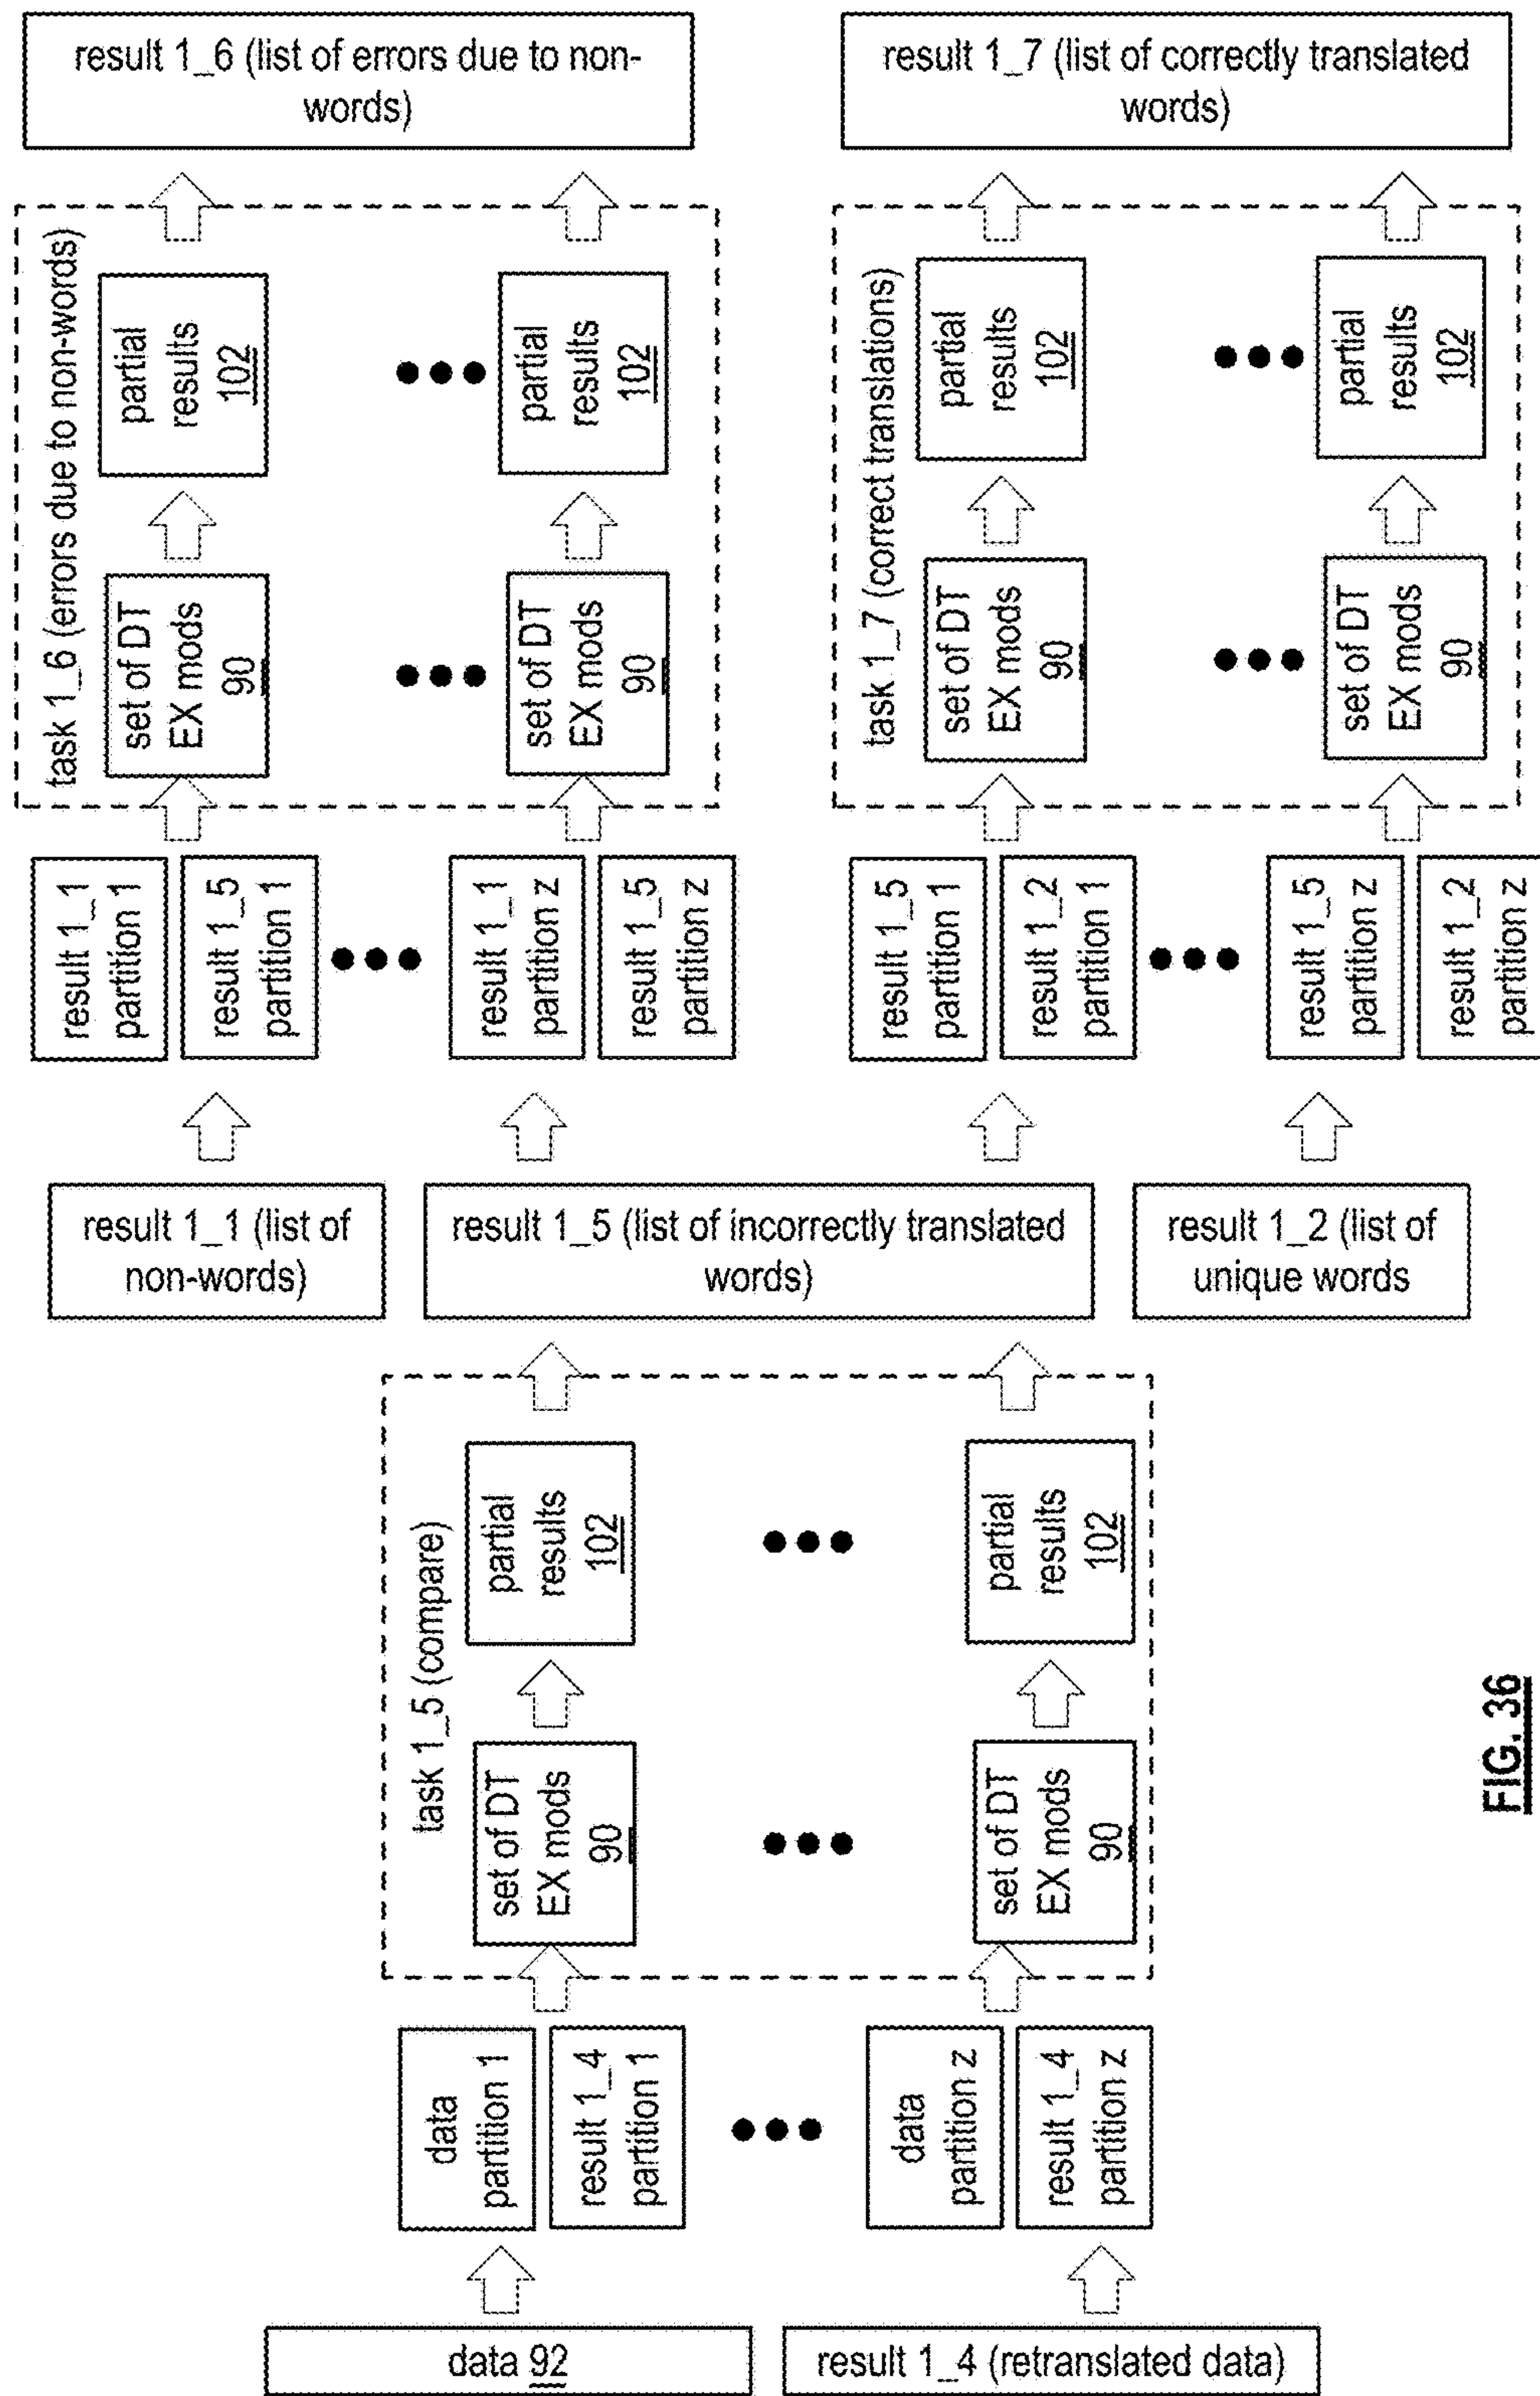 data 92
result 1_4 (retranslated data)
data
partition 1
result 1_4
partition 1
data
partition z
result 1_4
partition z
task 1_5 (compare)
set of DT
EX mods
90
partial
results
102
set of DT
EX mods
90
partial
results
102
result 1_1 (list of
non-words)
result 1_5 (list of incorrectly translated
words)
result 1_2 (list of
unique words
result 1_1
partition 1
result 1_5
partition 1
result 1_1
partition z
result 1_5
partition z
task 1_6 (errors due to non-words)
set of DT
EX mods
90
partial
results
102
set of DT
EX mods
90
partial
results
102
result 1_6 (list of errors due to non-
words)
result 1_5
partition 1
result 1_2
partition 1
result 1_5
partition z
result 1_2
partition z
task 1_7 (correct translations)
set of DT
EX mods
90
partial
results
102
set of DT
EX mods
90
partial
results
102
result 1_7 (list of correctly translated
words)
FIG. 36